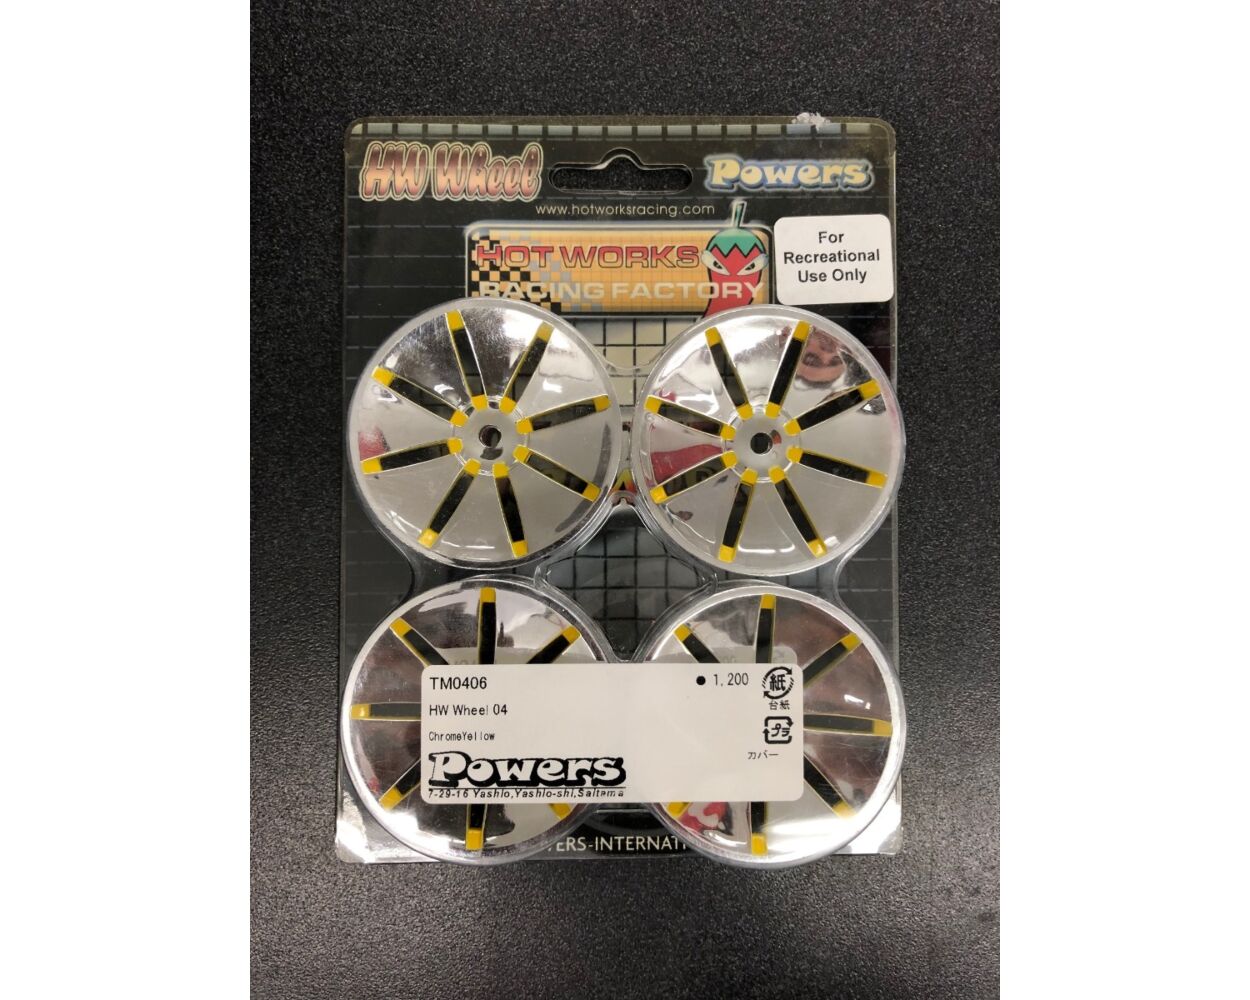 HW Wheel
Powers
www.hotworksracing.com
HOT WORKS
RACING FACTORY
For
Recreational
Use Only
TM0406
● 1,200
紙
台紙
HW Wheel 04
ChromeYellow
プラ
カバー
Powers
7-29-16 Yashio,Yashio-shi,Saitama
ERS-INTERNATI